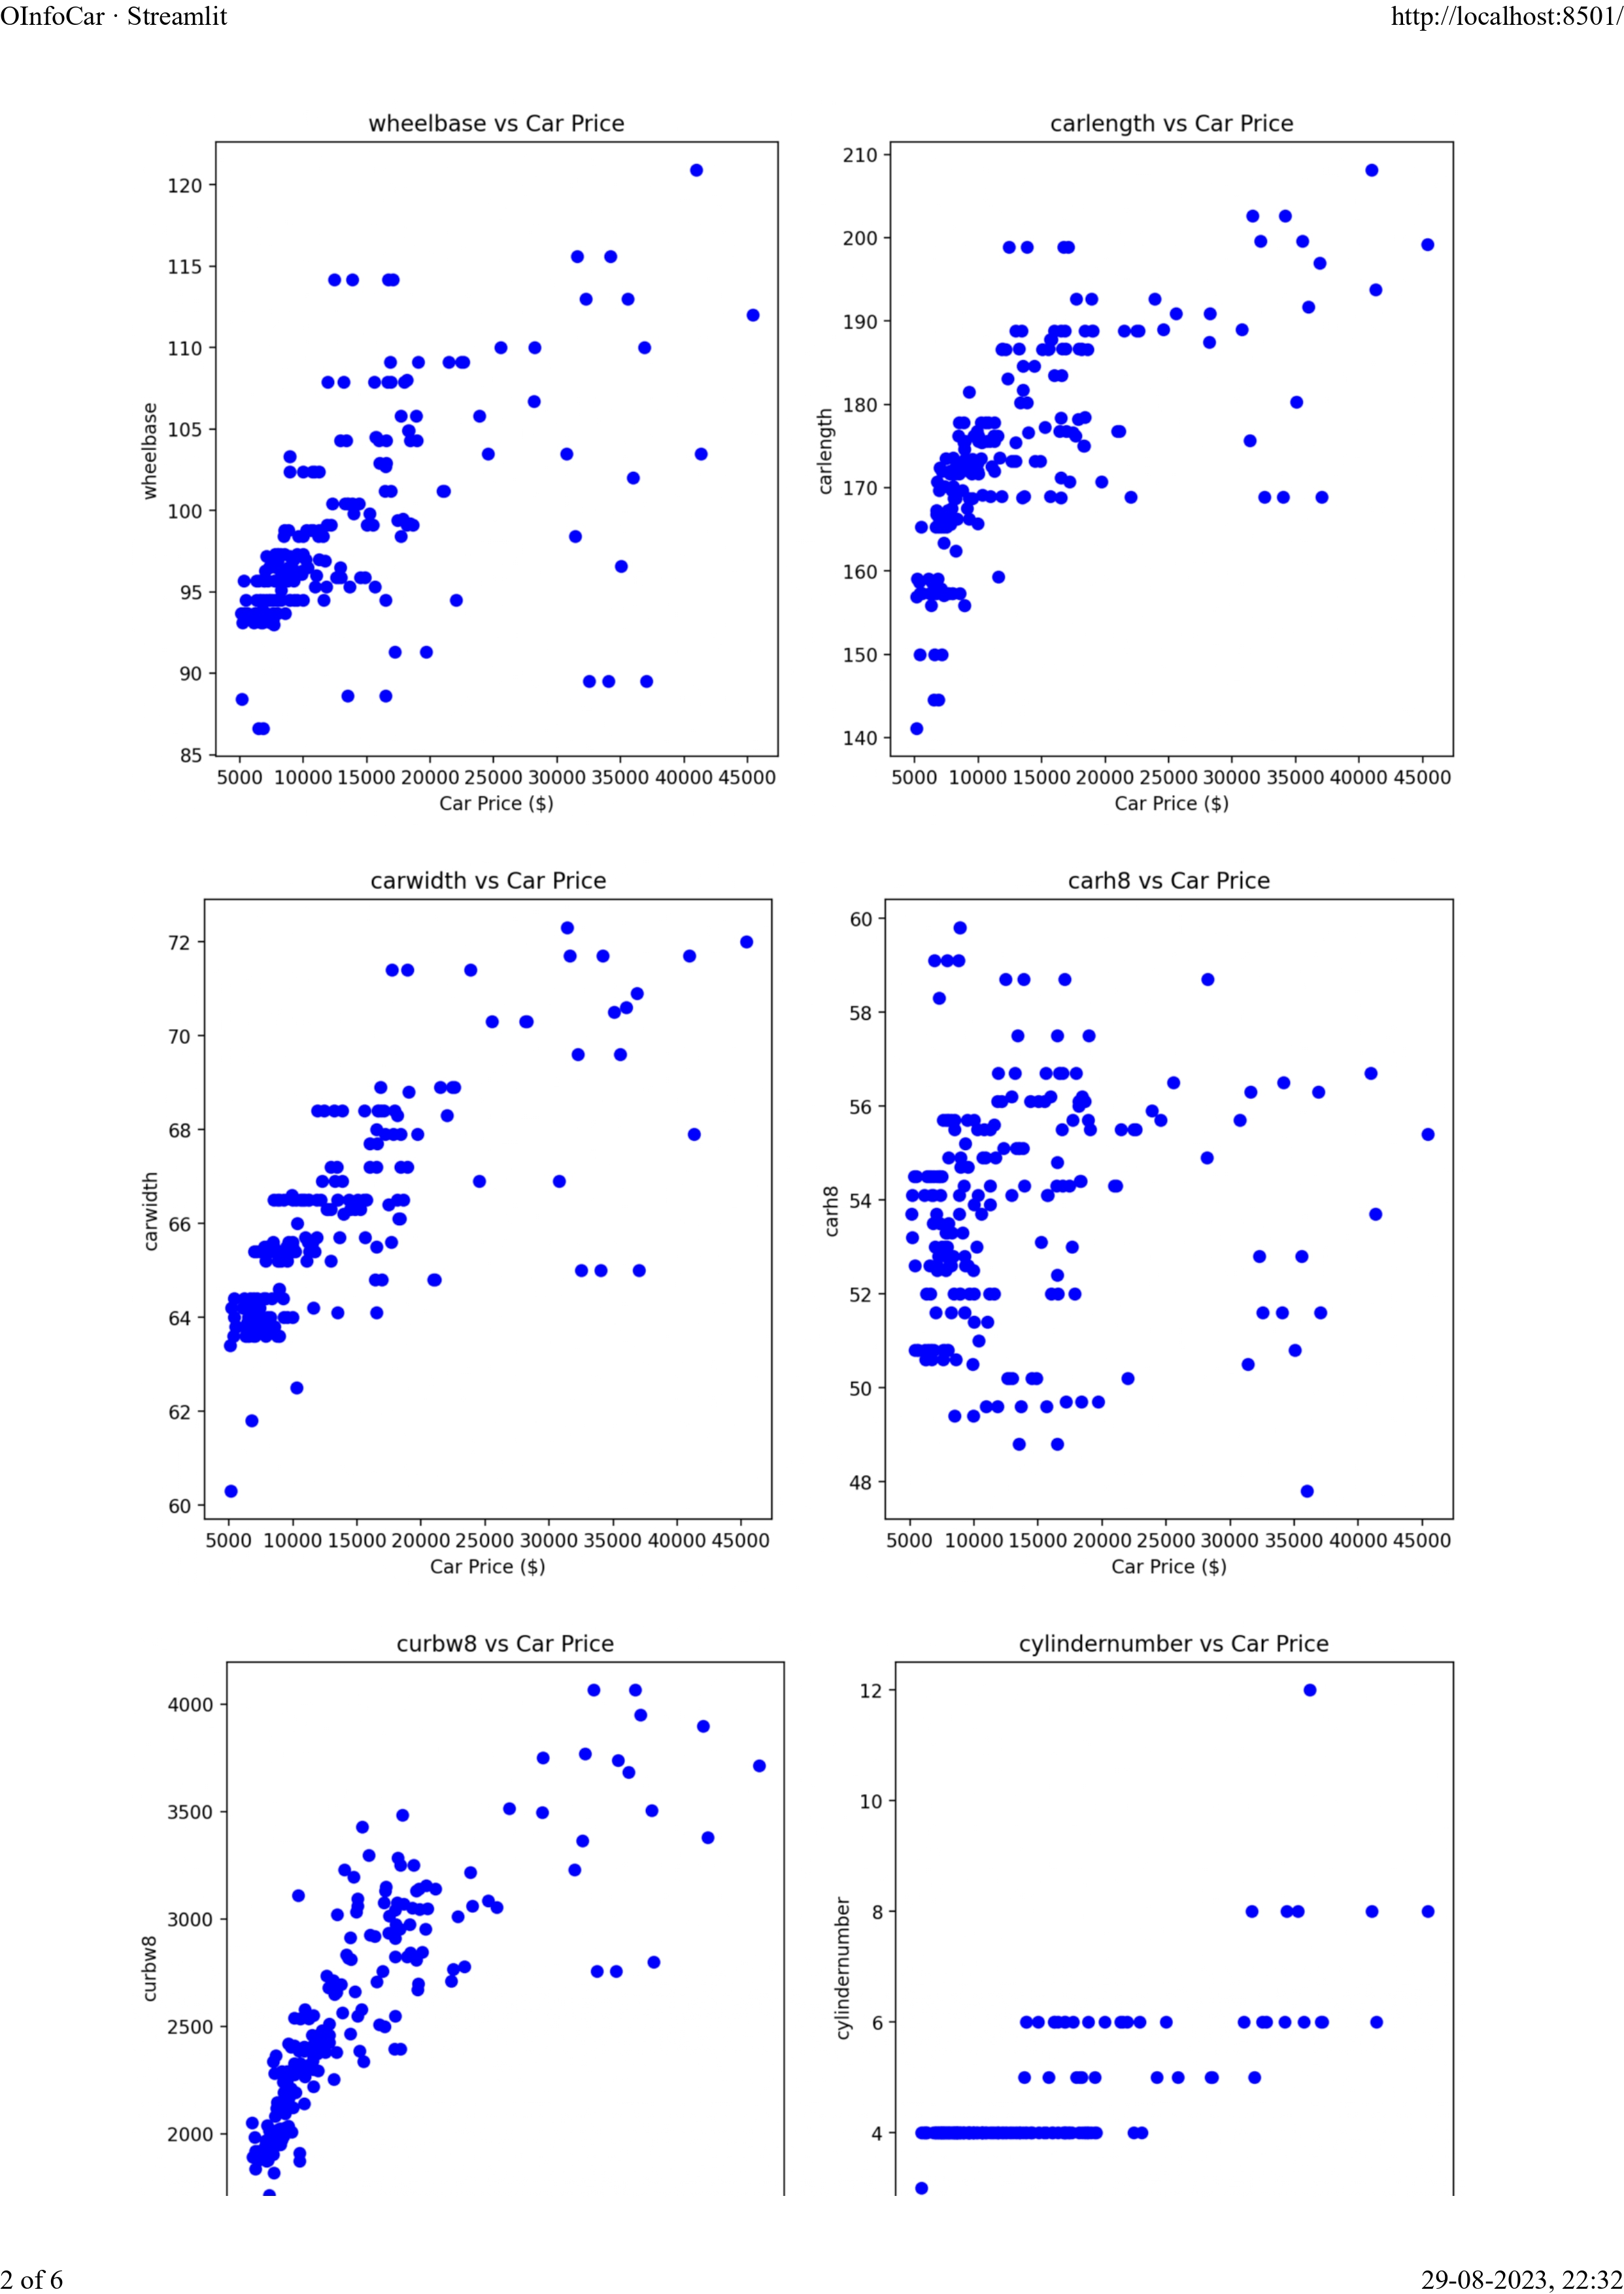 OInfoCar · Streamlit http://localhost:8501/
wheelbase vs Car Price
wheelbase
120
115
110
105
100
95
90
85
5000 10000 15000 20000 25000 30000 35000 40000 45000
Car Price ($)
carlength vs Car Price
carlength
210
200
190
180
170
160
150
140
5000 10000 15000 20000 25000 30000 35000 40000 45000
Car Price ($)
carwidth vs Car Price
carwidth
72
70
68
66
64
62
60
5000 10000 15000 20000 25000 30000 35000 40000 45000
Car Price ($)
carh8 vs Car Price
carh8
60
58
56
54
52
50
48
5000 10000 15000 20000 25000 30000 35000 40000 45000
Car Price ($)
curbw8 vs Car Price
curbw8
4000
3500
3000
2500
2000
cylindernumber vs Car Price
cylindernumber
12
10
8
6
4
2 of 6 29-08-2023, 22:32